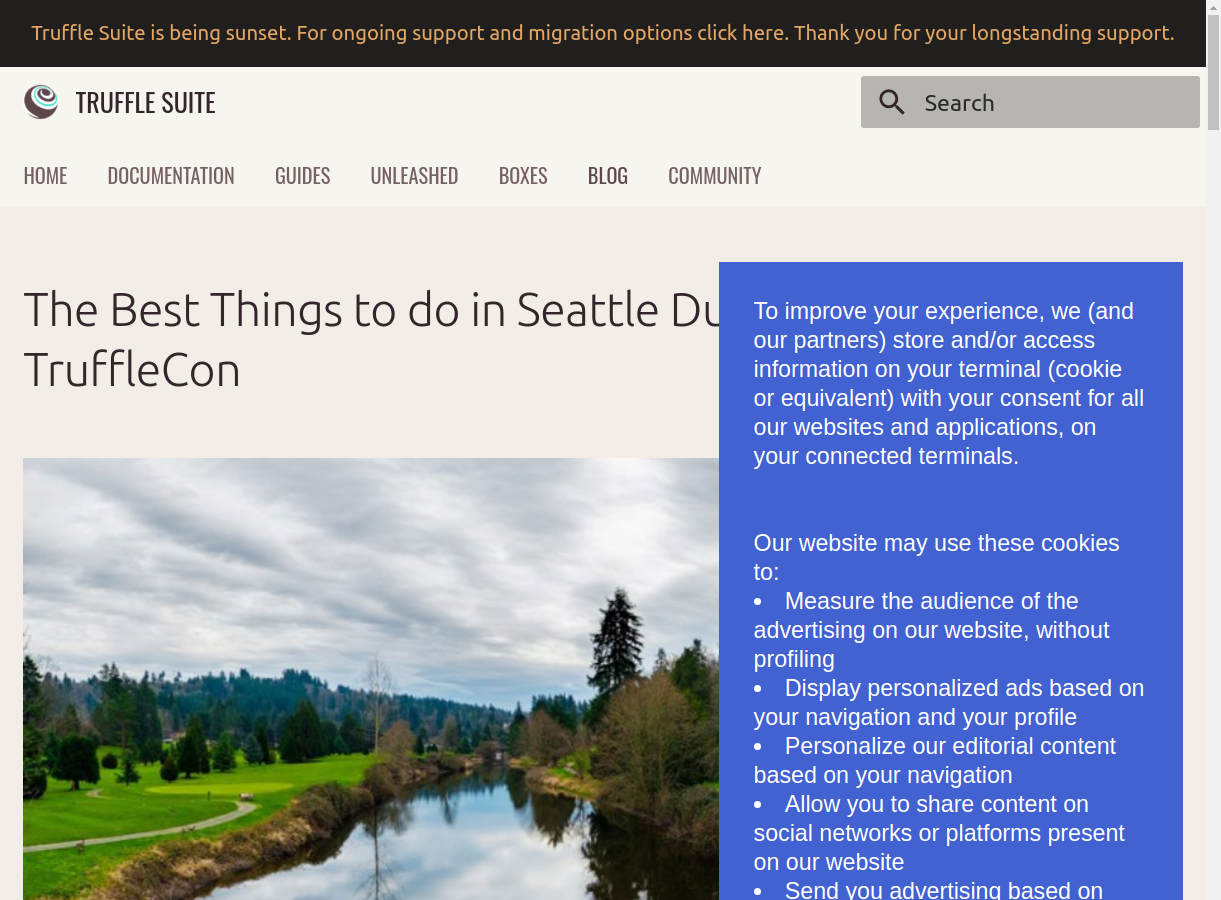 Truffle Suite is being sunset. For ongoing support and migration options click here. Thank you for your longstanding support.
TRUFFLE SUITE
Search
HOME
DOCUMENTATION
GUIDES
UNLEASHED
BOXES
BLOG
COMMUNITY
The Best Things to do in Seattle
TruffleCon
To improve your experience, we (and
our partners) store and/or access
information on your terminal (cookie
or equivalent) with your consent for all
our websites and applications, on
your connected terminals.
Our website may use these cookies
to:
• Measure the audience of the
advertising on our website, without
profiling
• Display personalized ads based on
your navigation and your profile
• Personalize our editorial content
based on your navigation
• Allow you to share content on
social networks or platforms present
on our website
• Send you advertising based on